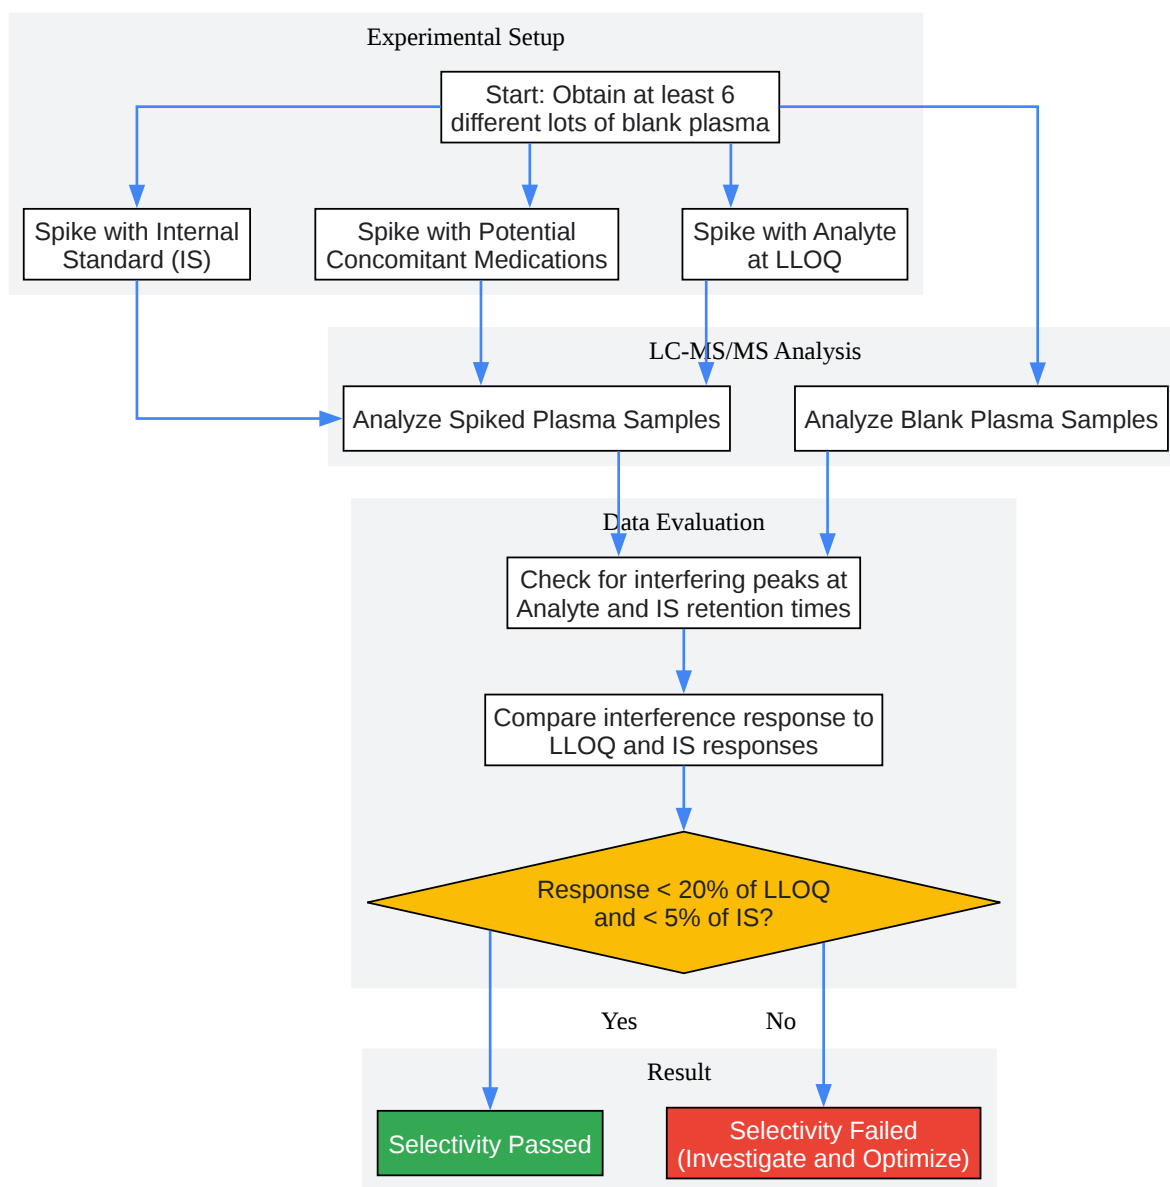 Experimental Setup
Start: Obtain at least 6
different lots of blank plasma
Spike with Internal
Standard (IS)
Spike with Potential
Concomitant Medications
Spike with Analyte
at LLOQ
LC-MS/MS Analysis
Analyze Spiked Plasma Samples
Analyze Blank Plasma Samples
Data Evaluation
Check for interfering peaks at
Analyte and IS retention times
Compare interference response to
LLOQ and IS responses
Response < 20% of LLOQ
and < 5% of IS?
Yes
No
Result
Selectivity Passed
Selectivity Failed
(Investigate and Optimize)